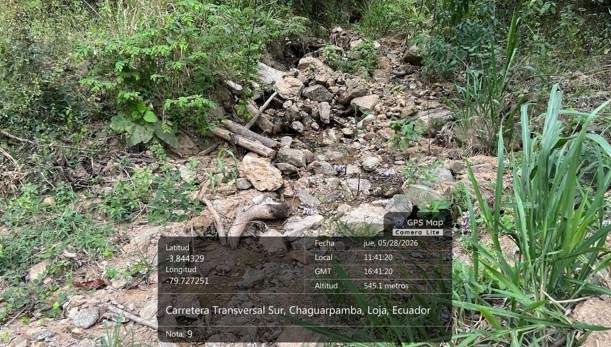 GPS Map
Camera Lite
Latitud
-3.844329
Longitud
-79.727251
Fecha jue, 05/28/2026
Local 11:41:20
GMT 16:41:20
Altitud 545.1 metros
Carretera Transversal Sur, Chaguarpamba, Loja, Ecuador
Nota: 9